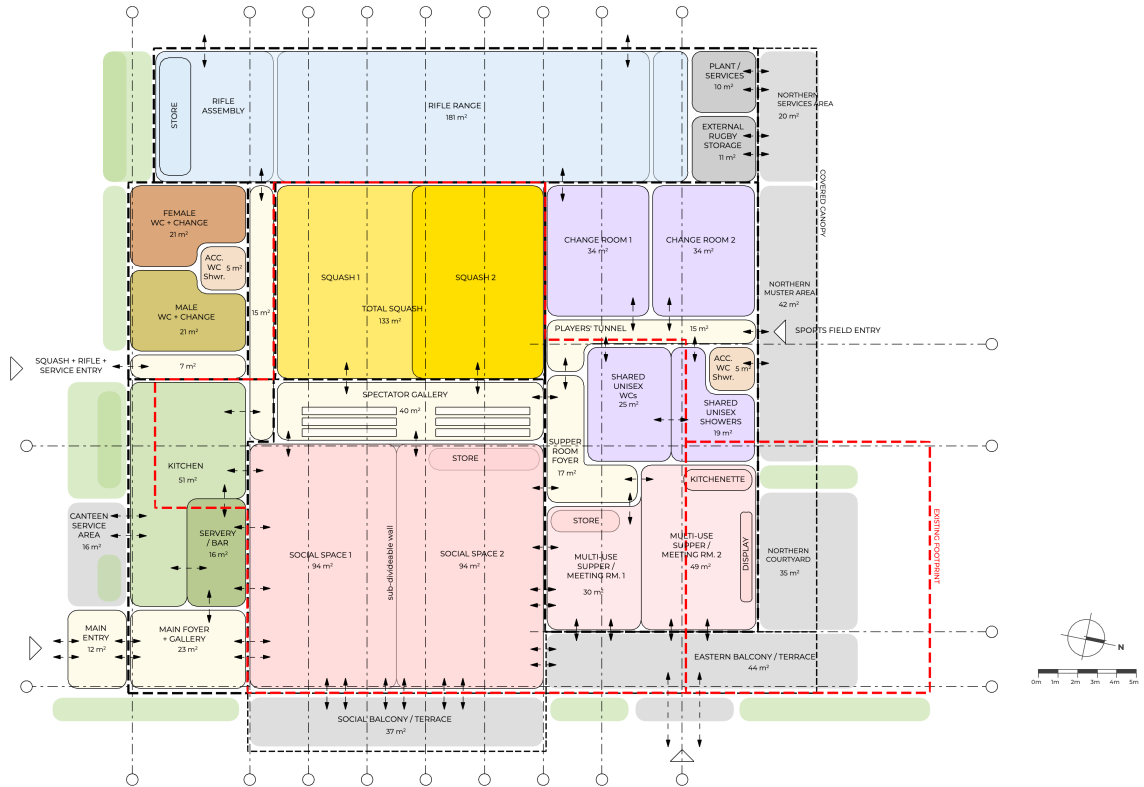 STORE
RIFLE
ASSEMBLY
RIFLE RANGE
181 m²
PLANT /
SERVICES
10 m²
NORTHERN
SERVICES AREA
20 m²
EXTERNAL
RUGBY
STORAGE
11 m²
COVERED CANOPY
FEMALE
WC + CHANGE
21 m²
ACC.
WC
Shwr.
5 m²
MALE
WC + CHANGE
21 m²
15 m²
SQUASH 1
SQUASH 2
TOTAL SQUASH
133 m²
CHANGE ROOM 1
34 m²
CHANGE ROOM 2
34 m²
NORTHERN
MUSTER AREA
42 m²
PLAYERS' TUNNEL
15 m²
SPORTS FIELD ENTRY
SQUASH + RIFLE +
SERVICE ENTRY
7 m²
SPECTATOR GALLERY
40 m²
SHARED
UNISEX
WCs
25 m²
ACC.
WC
Shwr.
5 m²
SHARED
UNISEX
SHOWERS
19 m²
SUPPER
ROOM
FOYER
17 m²
KITCHEN
51 m²
STORE
KITCHENETTE
CANTEEN
SERVICE
AREA
16 m²
SERVERY
/ BAR
16 m²
SOCIAL SPACE 1
94 m²
sub-divideable wall
SOCIAL SPACE 2
94 m²
STORE
MULTI-USE
SUPPER /
MEETING RM. 1
30 m²
MULTI-USE
SUPPER /
MEETING RM. 2
49 m²
DISPLAY
NORTHERN
COURTYARD
35 m²
EXISTING FOOTPRINT
MAIN
ENTRY
12 m²
MAIN FOYER
+ GALLERY
23 m²
EASTERN BALCONY / TERRACE
44 m²
SOCIAL BALCONY / TERRACE
37 m²
N
0m 1m 2m 3m 4m 5m